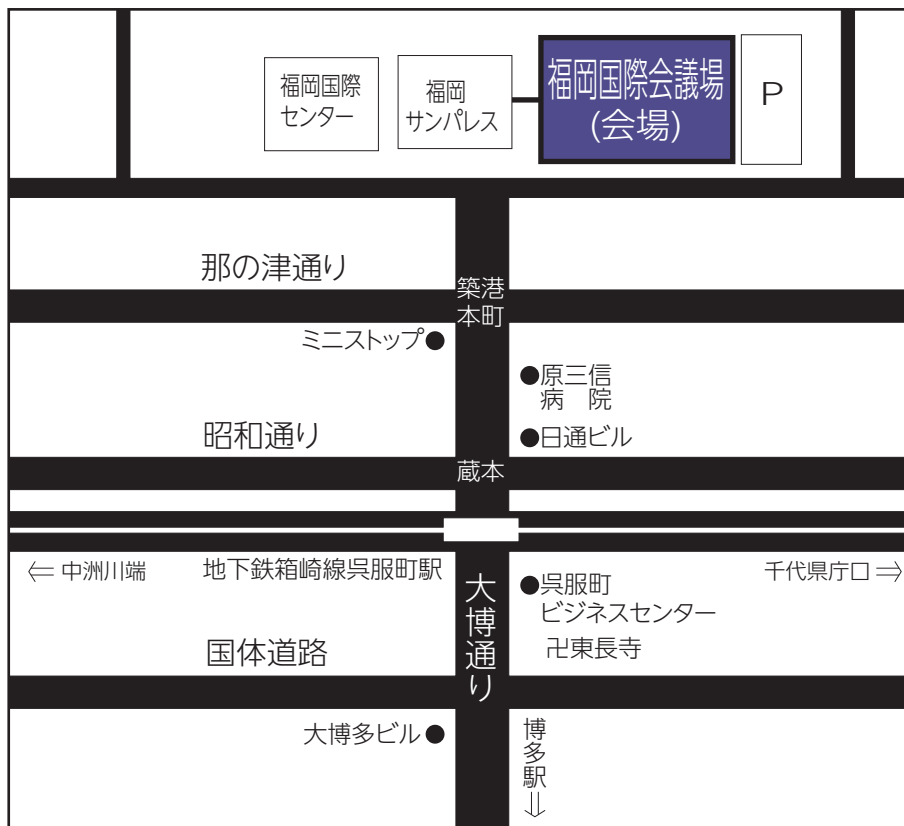 福岡国際
センター
福岡
サンパレス
福岡国際会議場
(会場)
P
那の津通り
築港
本町
ミニストップ●
●原三信
病 院
昭和通り
●日通ビル
蔵本
⇐ 中洲川端
地下鉄箱崎線呉服町駅
千代県庁口 ⇒
大博通り
●呉服町
ビジネスセンター
卍東長寺
国体道路
大博多ビル●
博多駅⇓